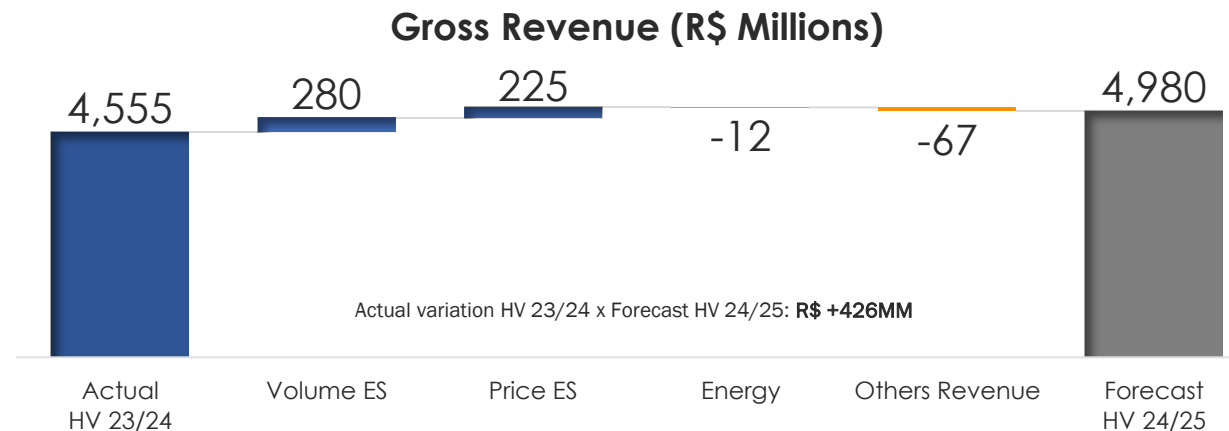 Gross Revenue (R$ Millions)
4,555
280
225
-12
-67
4,980
Actual variation HV 23/24 x Forecast HV 24/25: R$ +426MM
Actual
HV 23/24
Volume ES
Price ES
Energy
Others Revenue
Forecast
HV 24/25